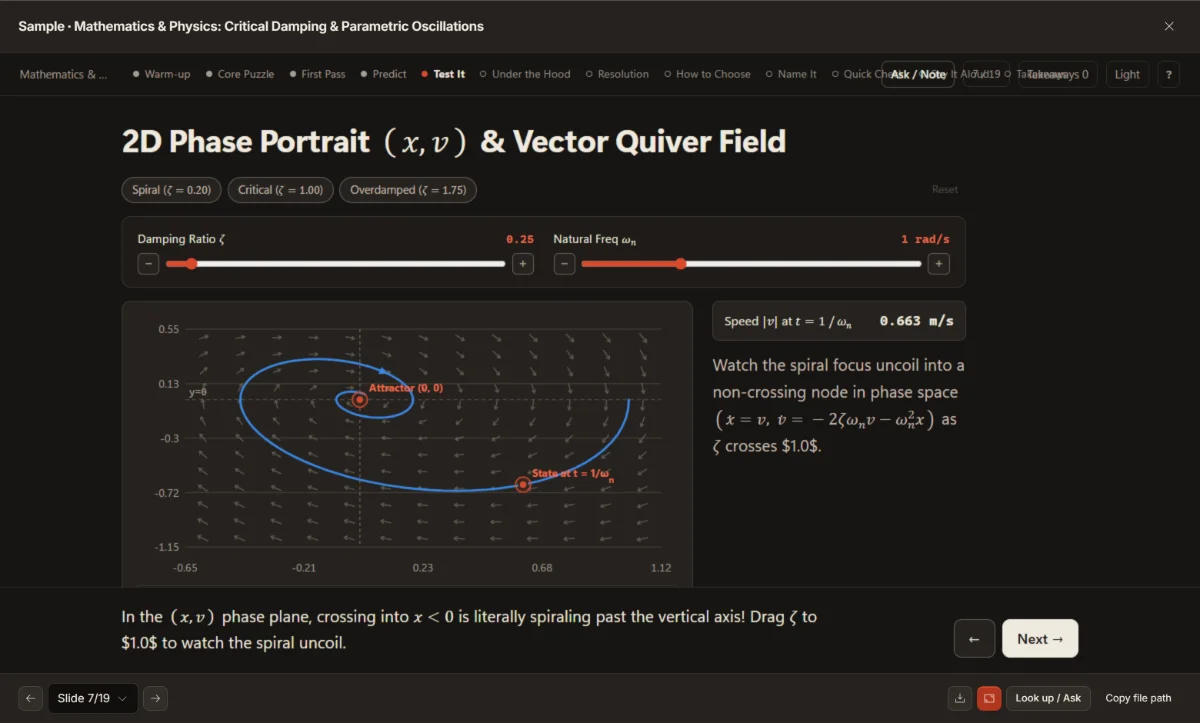 Sample · Mathematics & Physics: Critical Damping & Parametric Oscillations
Mathematics & ...
Warm-up
Core Puzzle
First Pass
Predict
Test It
Under the Hood
Resolution
How to Choose
Name It
Quick
Ask / Note
7 / 19
Takeaways 0
Light
?
2D Phase Portrait (x, v) & Vector Quiver Field
Spiral (ζ = 0.20)
Critical (ζ = 1.00)
Overdamped (ζ = 1.75)
Reset
Damping Ratio ζ
0.25
Natural Freq ωn
1 rad/s
0.55
0.13
y=0
-0.3
-0.72
-1.15
-0.65
-0.21
0.23
0.68
1.12
Attractor (0, 0)
State at t = 1/ωn
Speed |v| at t = 1 / ωn
0.663 m/s
Watch the spiral focus uncoil into a
non-crossing node in phase space
(ẋ = v, v̇ = −2ζωnv − ωn²x) as
ζ crosses $1.0$.
In the (x, v) phase plane, crossing into x < 0 is literally spiraling past the vertical axis! Drag ζ to
$1.0$ to watch the spiral uncoil.
←
Next →
←
Slide 7/19
→
Look up / Ask
Copy file path